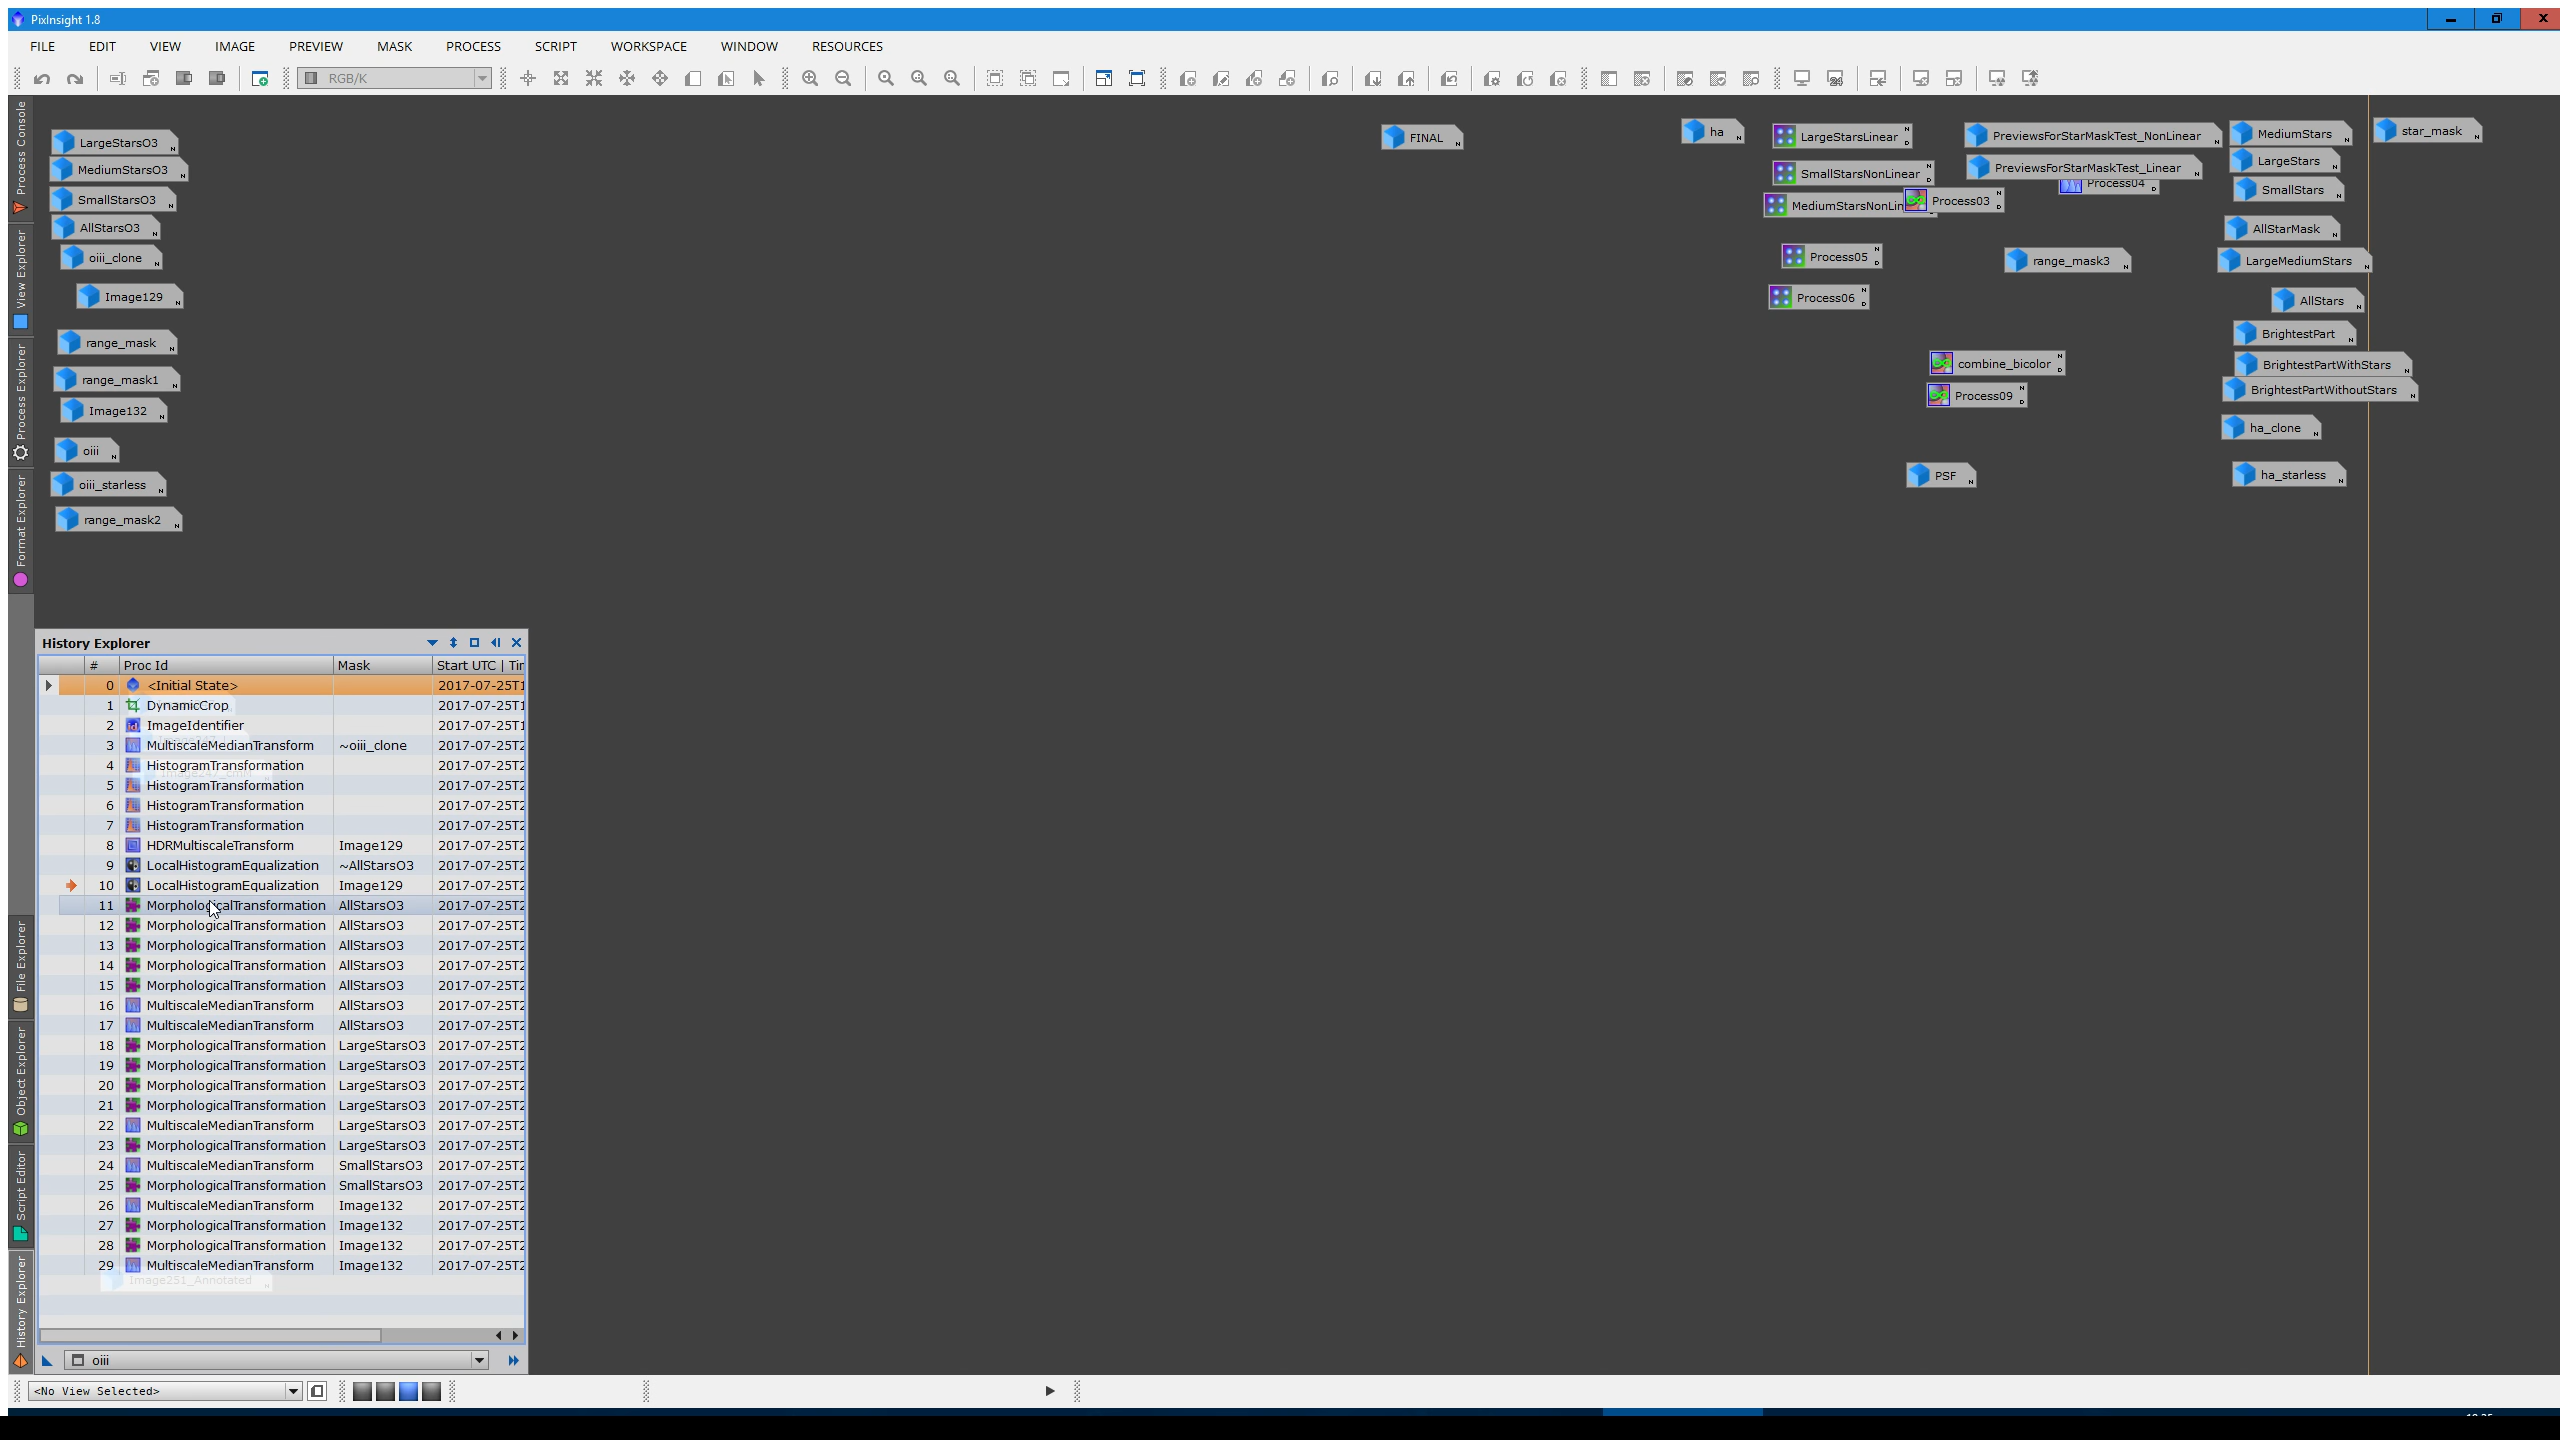 PixInsight 1.8
FILE EDIT VIEW IMAGE PREVIEW MASK PROCESS SCRIPT WORKSPACE WINDOW RESOURCES
RGB/K
Process Console
View Explorer
Process Explorer
Format Explorer
File Explorer
Object Explorer
Script Editor
History Explorer
LargeStarsO3
MediumStarsO3
SmallStarsO3
AllStarsO3
oiii_clone
Image129
range_mask
range_mask1
Image132
oiii
oiii_starless
range_mask2
FINAL
ha
LargeStarsLinear
SmallStarsNonLinear
MediumStarsNonLin
Process03
Process05
Process06
PreviewsForStarMaskTest_NonLinear
PreviewsForStarMaskTest_Linear
Process04
range_mask3
combine_bicolor
Process09
PSF
MediumStars
LargeStars
SmallStars
AllStarMask
LargeMediumStars
AllStars
BrightestPart
BrightestPartWithStars
BrightestPartWithoutStars
ha_clone
ha_starless
star_mask
History Explorer
# Proc Id Mask Start UTC | Tir
0 <Initial State> 2017-07-25T1
1 DynamicCrop 2017-07-25T1
2 ImageIdentifier 2017-07-25T1
3 MultiscaleMedianTransform ~oiii_clone 2017-07-25T2
4 HistogramTransformation 2017-07-25T2
5 HistogramTransformation 2017-07-25T2
6 HistogramTransformation 2017-07-25T2
7 HistogramTransformation 2017-07-25T2
8 HDRMultiscaleTransform Image129 2017-07-25T2
9 LocalHistogramEqualization ~AllStarsO3 2017-07-25T2
10 LocalHistogramEqualization Image129 2017-07-25T2
11 MorphologicalTransformation AllStarsO3 2017-07-25T2
12 MorphologicalTransformation AllStarsO3 2017-07-25T2
13 MorphologicalTransformation AllStarsO3 2017-07-25T2
14 MorphologicalTransformation AllStarsO3 2017-07-25T2
15 MorphologicalTransformation AllStarsO3 2017-07-25T2
16 MultiscaleMedianTransform AllStarsO3 2017-07-25T2
17 MultiscaleMedianTransform AllStarsO3 2017-07-25T2
18 MorphologicalTransformation LargeStarsO3 2017-07-25T2
19 MorphologicalTransformation LargeStarsO3 2017-07-25T2
20 MorphologicalTransformation LargeStarsO3 2017-07-25T2
21 MorphologicalTransformation LargeStarsO3 2017-07-25T2
22 MultiscaleMedianTransform LargeStarsO3 2017-07-25T2
23 MorphologicalTransformation LargeStarsO3 2017-07-25T2
24 MultiscaleMedianTransform SmallStarsO3 2017-07-25T2
25 MorphologicalTransformation SmallStarsO3 2017-07-25T2
26 MultiscaleMedianTransform Image132 2017-07-25T2
27 MorphologicalTransformation Image132 2017-07-25T2
28 MorphologicalTransformation Image132 2017-07-25T2
29 MultiscaleMedianTransform Image132 2017-07-25T2
Image251_Annotated
oiii
<No View Selected>